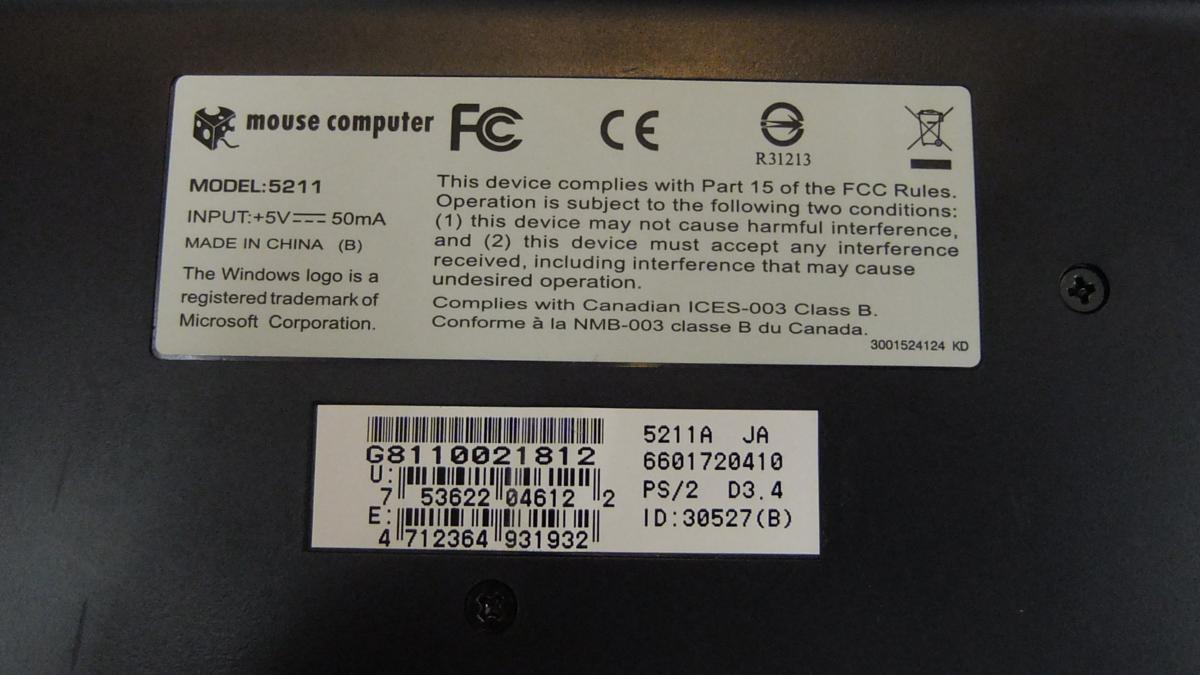 mouse computer FC CE
R31213
MODEL:5211
INPUT:+5V⎓ 50mA
MADE IN CHINA (B)
The Windows logo is a
registered trademark of
Microsoft Corporation.
This device complies with Part 15 of the FCC Rules.
Operation is subject to the following two conditions:
(1) this device may not cause harmful interference,
and (2) this device must accept any interference
received, including interference that may cause
undesired operation.
Complies with Canadian ICES-003 Class B.
Conforme à la NMB-003 classe B du Canada.
3001524124 KD
G8110021812
U:
7 53622 04612 2
E:
4 712364 931932
5211A JA
6601720410
PS/2 D3.4
ID:30527(B)